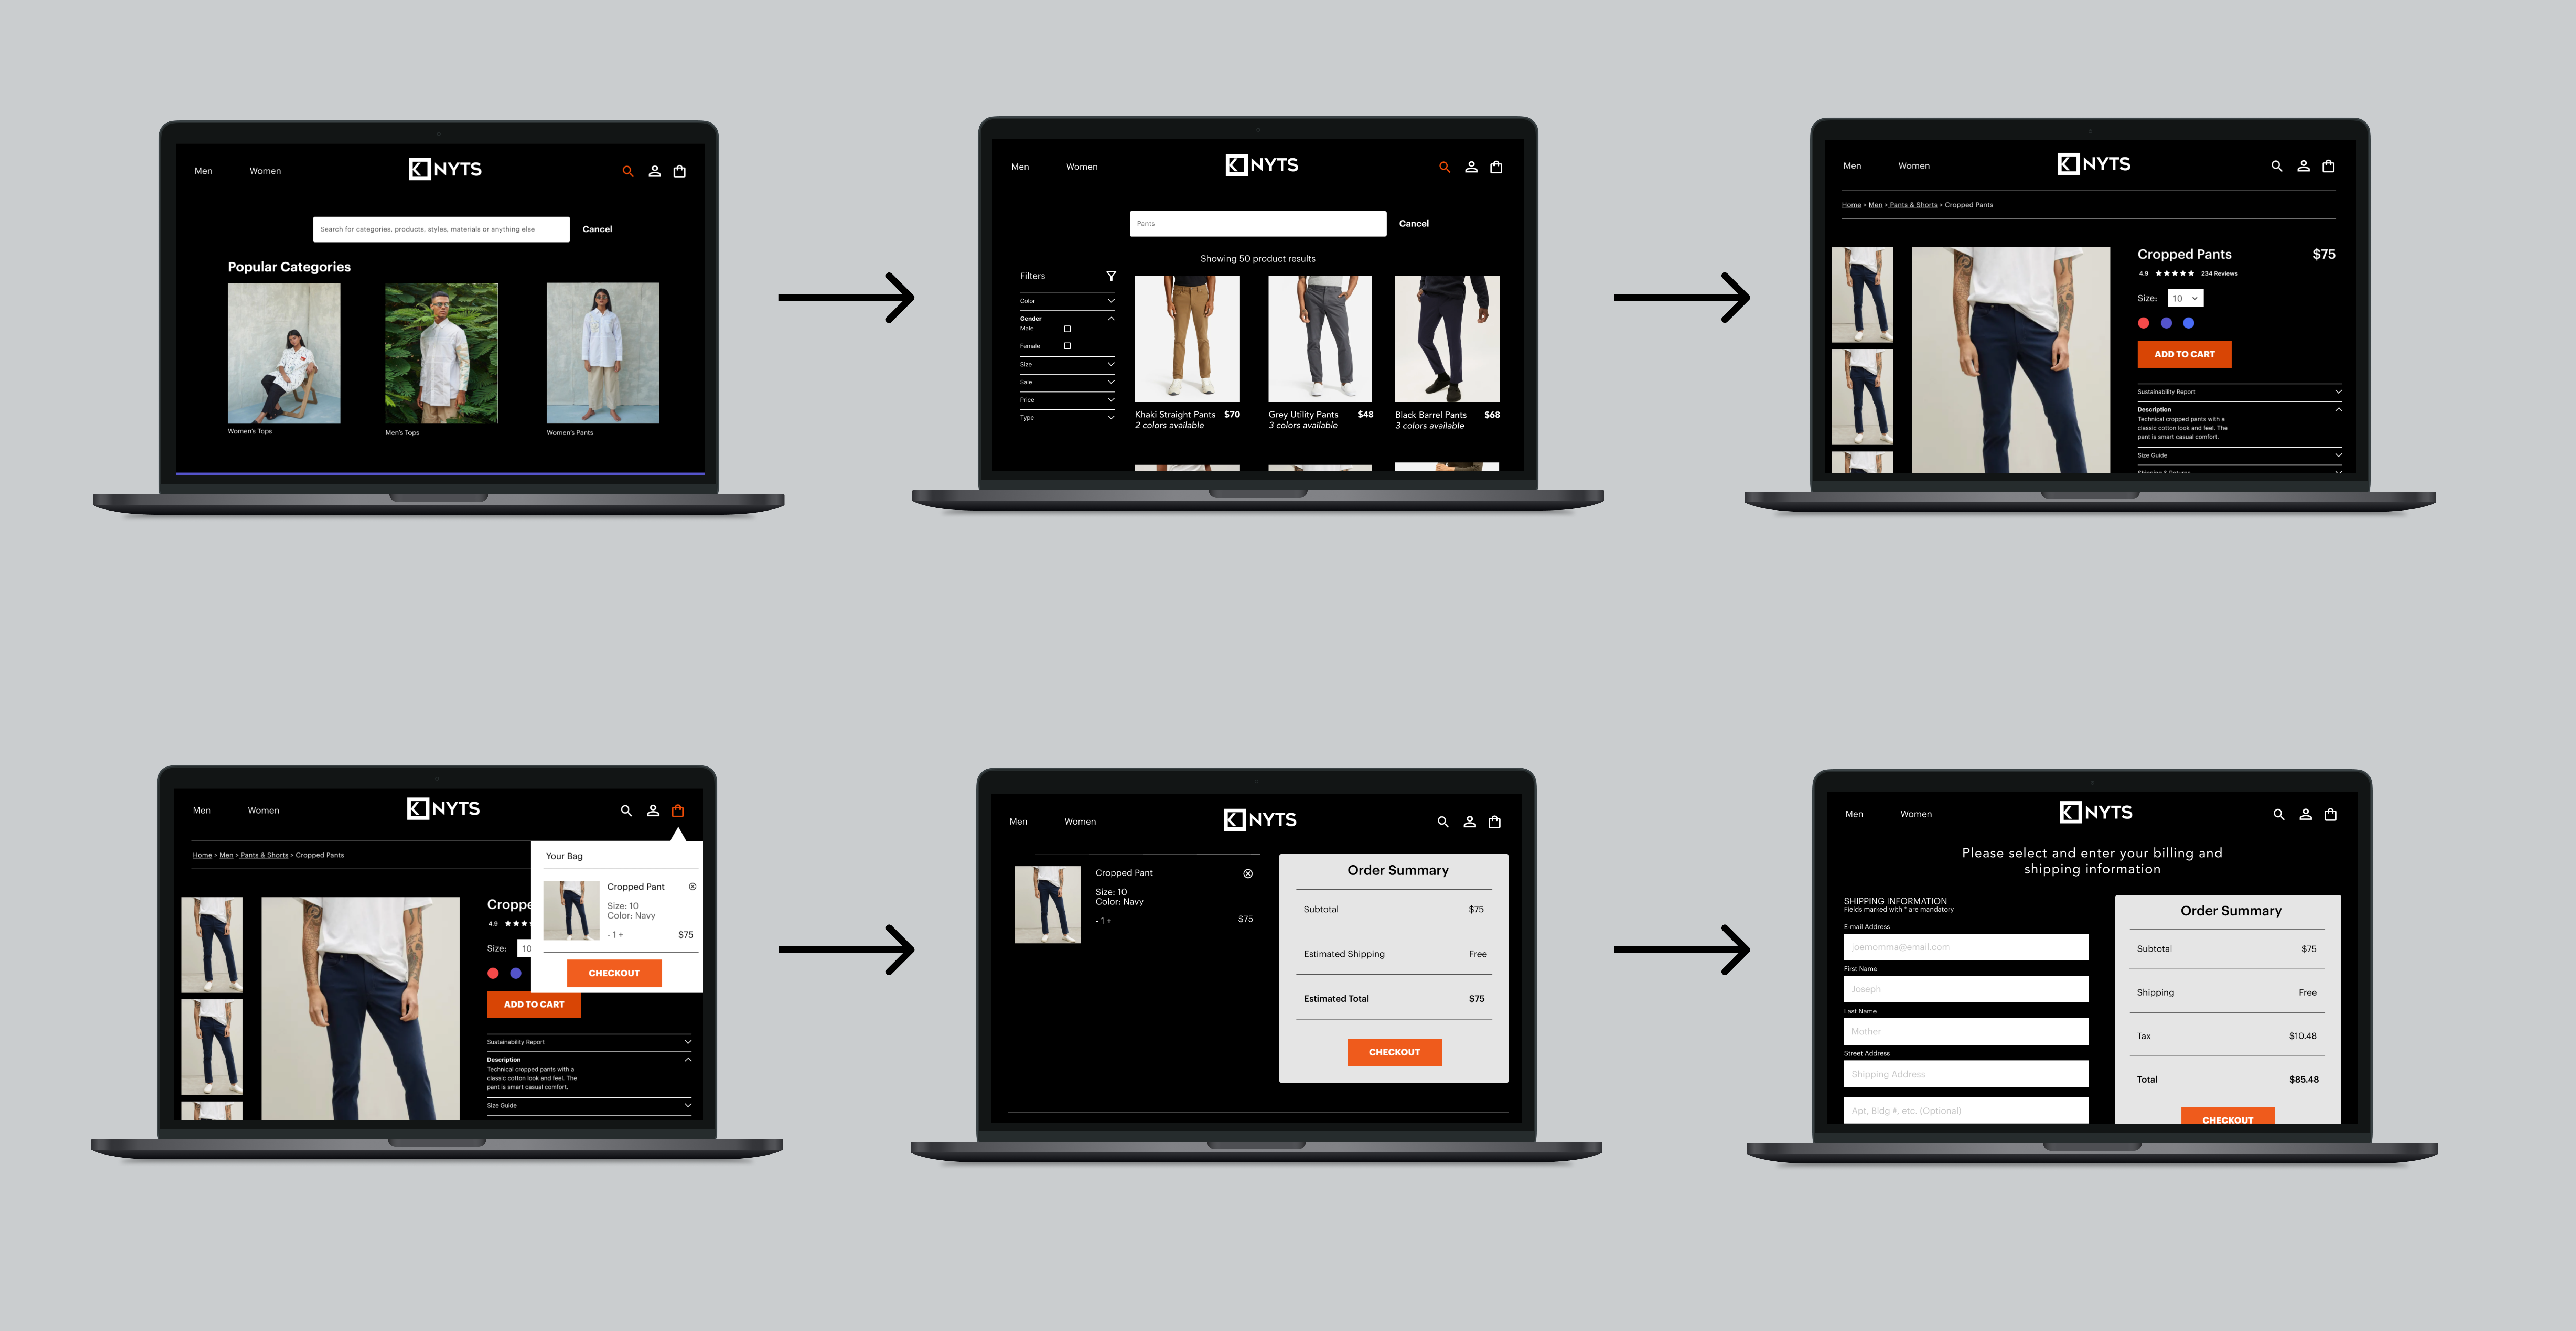 Men Women KNYTS
Search for categories, products, styles, materials or anything else Cancel
Popular Categories
Women's Tops
Men's Tops
Women's Pants
Men Women KNYTS
Pants Cancel
Showing 50 product results
Filters
Color
Gender
Male
Female
Size
Sale
Price
Type
Khaki Straight Pants $70
2 colors available
Grey Utility Pants $48
3 colors available
Black Barrel Pants $68
3 colors available
Men Women KNYTS
Home > Men > Pants & Shorts > Cropped Pants
Cropped Pants $75
4.9 ★★★★★ 234 Reviews
Size: 10
ADD TO CART
Sustainability Report
Description
Technical cropped pants with a
classic cotton look and feel. The
pant is smart casual comfort.
Size Guide
Shipping & Returns
Men Women KNYTS
Home > Men > Pants & Shorts > Cropped Pants
Your Bag
Cropped Pant
Size: 10
Color: Navy
- 1 + $75
CHECKOUT
Croppe
4.9 ★★★
Size: 10
ADD TO CART
Sustainability Report
Description
Technical cropped pants with a
classic cotton look and feel. The
pant is smart casual comfort.
Size Guide
Men Women KNYTS
Cropped Pant
Size: 10
Color: Navy
- 1 + $75
Order Summary
Subtotal $75
Estimated Shipping Free
Estimated Total $75
CHECKOUT
Men Women KNYTS
Please select and enter your billing and
shipping information
SHIPPING INFORMATION
Fields marked with * are mandatory
E-mail Address
joemomma@email.com
First Name
Joseph
Last Name
Mother
Street Address
Shipping Address
Apt, Bldg #, etc. (Optional)
Order Summary
Subtotal $75
Shipping Free
Tax $10.48
Total $85.48
CHECKOUT